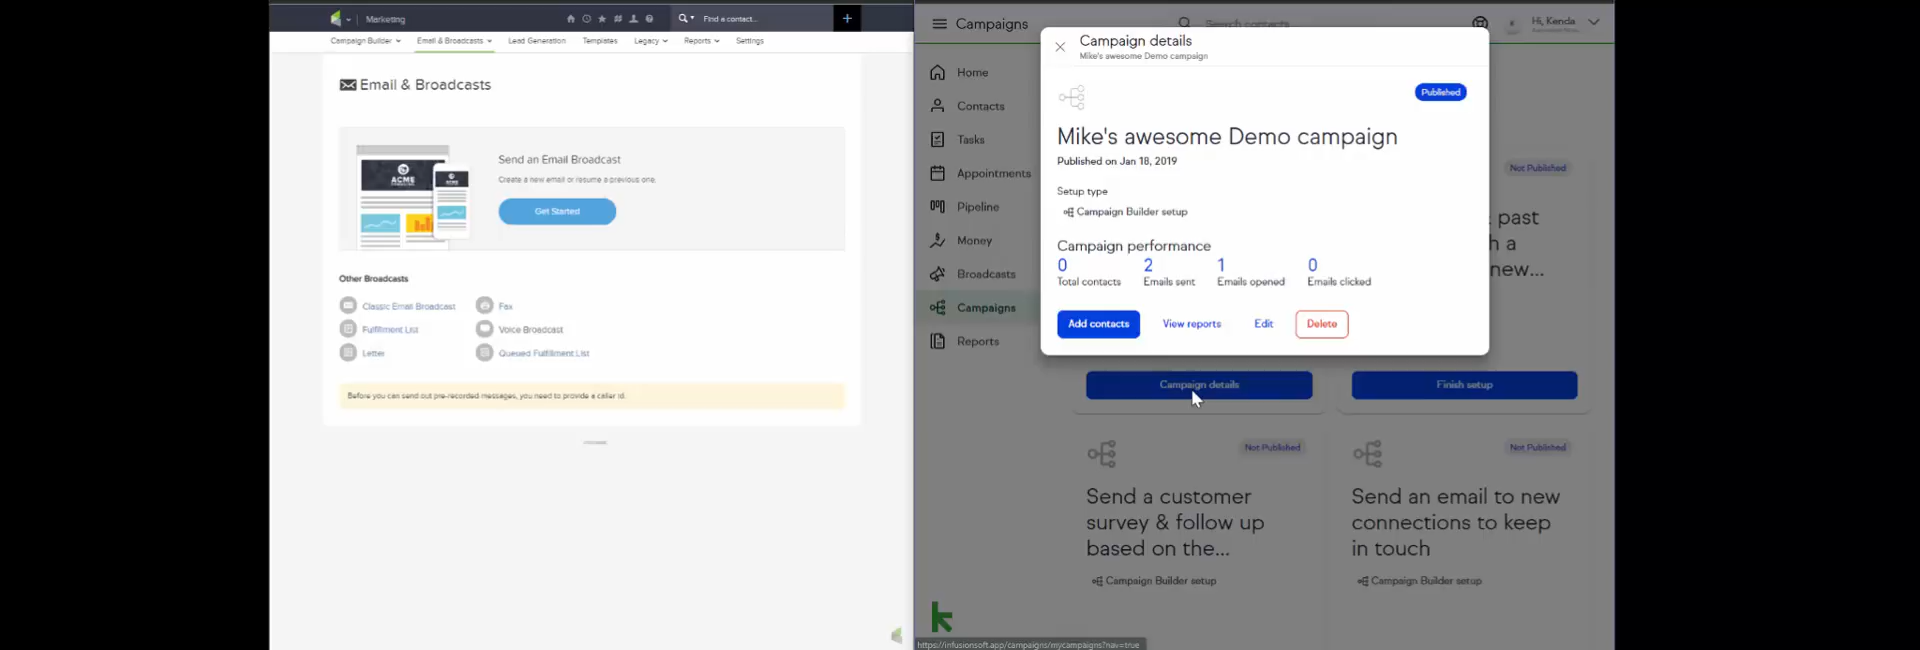 Marketing
Find a contact...
+
Campaign Builder
Email & Broadcasts
Lead Generation
Templates
Legacy
Reports
Settings
Email & Broadcasts
ACME
ACME
Send an Email Broadcast
Create a new email or resume a previous one.
Get Started
Other Broadcasts
Classic Email Broadcast
Fax
Fulfillment List
Voice Broadcast
Letter
Queued Fulfillment List
Before you can send out pre-recorded messages, you need to provide a caller id.
Campaigns
Search contacts
Hi, Kenda
Home
Contacts
Tasks
Appointments
Pipeline
Money
Broadcasts
Campaigns
Reports
Campaign details
Mike's awesome Demo campaign
Published
Mike's awesome Demo campaign
Published on Jan 18, 2019
Setup type
Campaign Builder setup
Campaign performance
0
Total contacts
2
Emails sent
1
Emails opened
0
Emails clicked
Add contacts
View reports
Edit
Delete
Not Published
past
h a
new...
Campaign details
Finish setup
Not Published
Send a customer
survey & follow up
based on the...
Campaign Builder setup
Not Published
Send an email to new
connections to keep
in touch
Campaign Builder setup
k
https://infusionsoft.app/campaigns/mycampaigns?nav=true